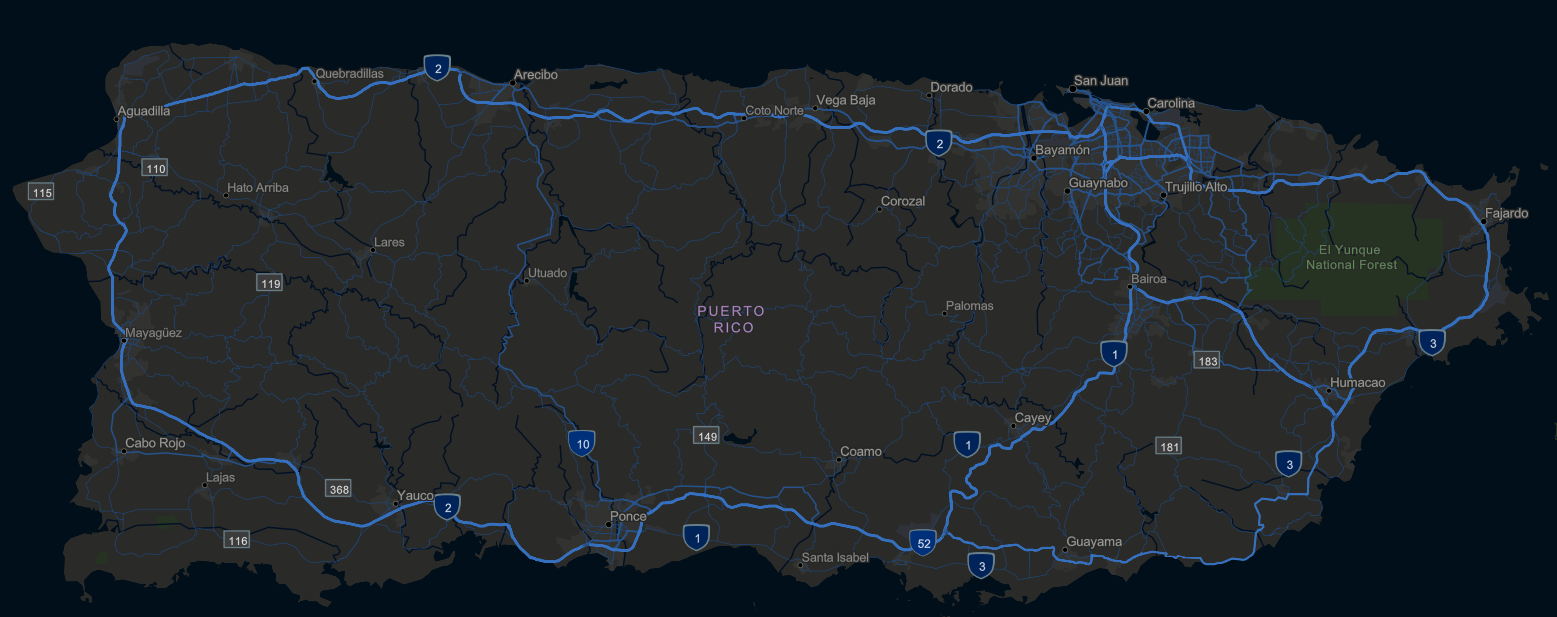 2
Quebradillas
Arecibo
San Juan
Dorado
Vega Baja
Carolina
Coto Norte
Aguadilla
2
Bayamón
110
115
Hato Arriba
Guaynabo
Trujillo Alto
Corozal
Fajardo
Lares
El Yunque
National Forest
Utuado
119
Bairoa
PUERTO
RICO
Palomas
Mayagüez
3
1
183
Humacao
Cayey
Cabo Rojo
10
149
1
181
Coamo
3
Lajas
368
Yauco
2
Ponce
116
1
52
Guayama
Santa Isabel
3